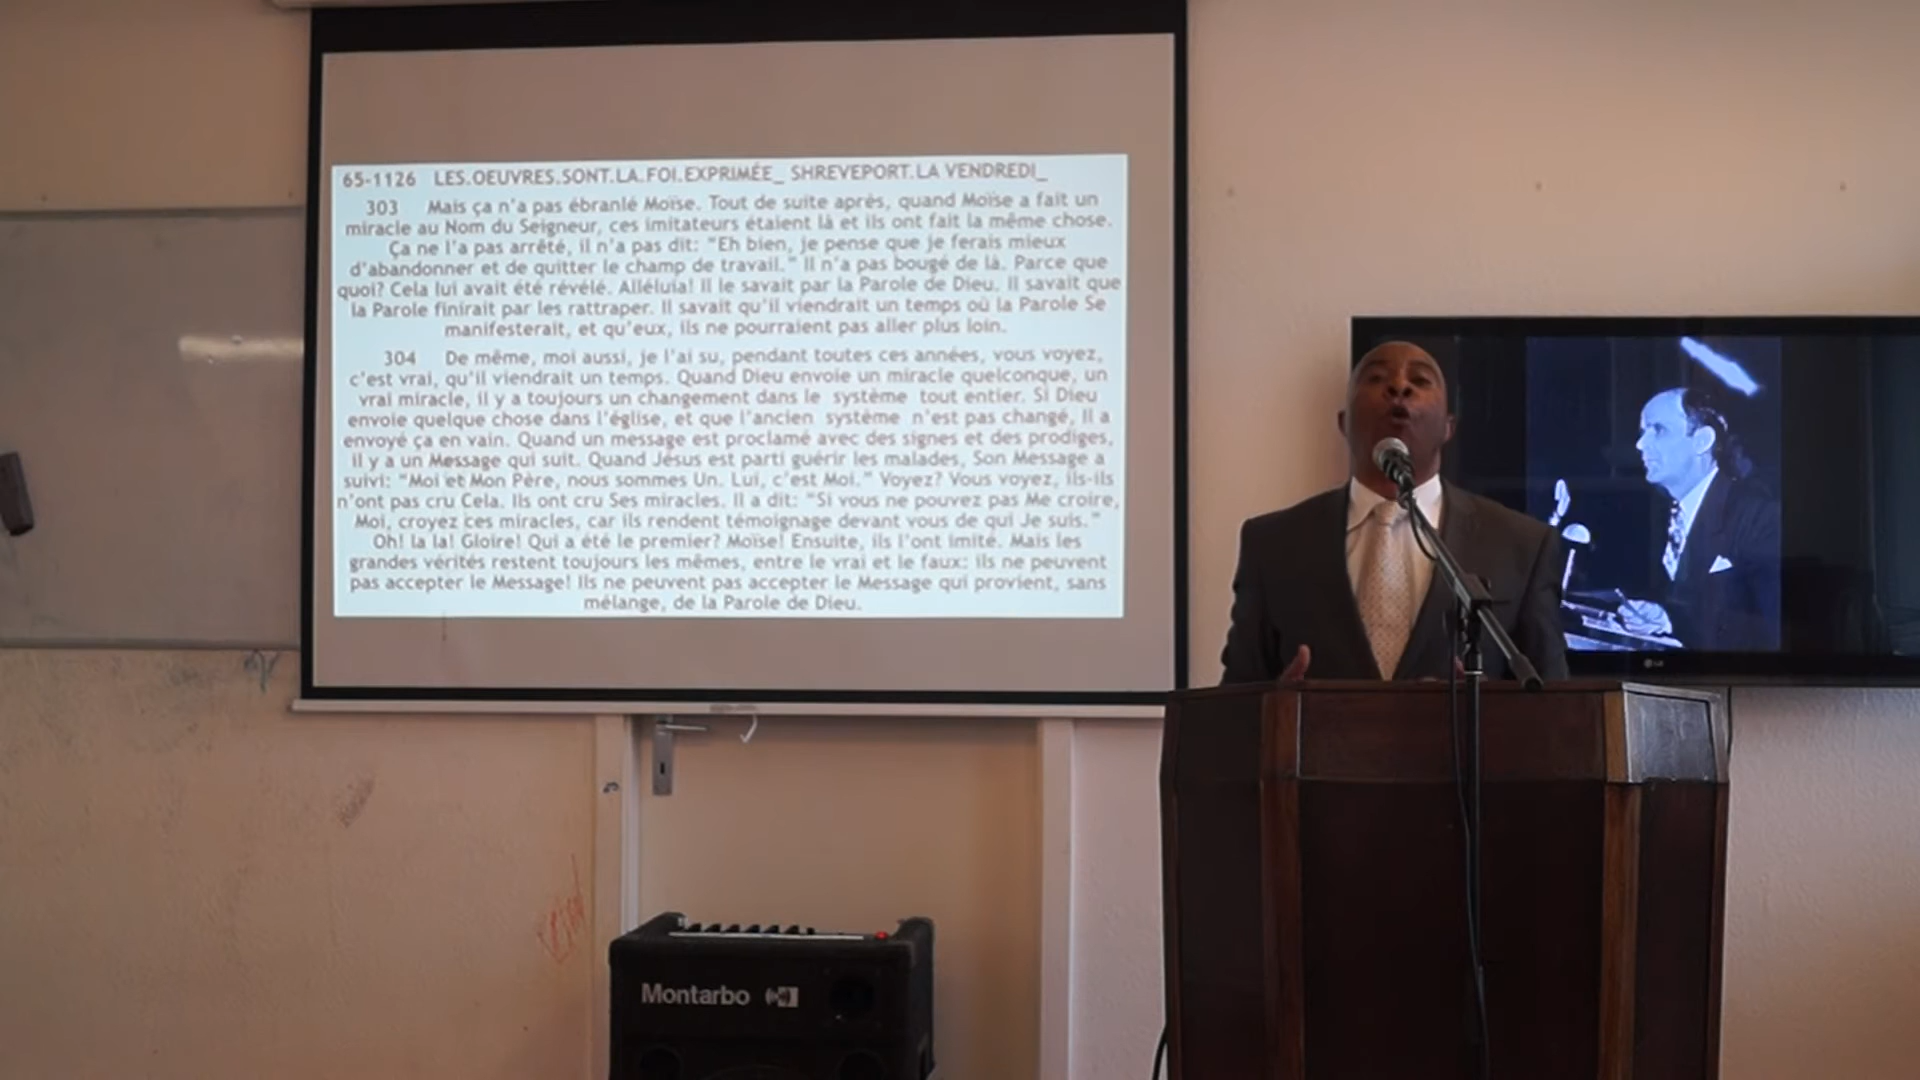 65-1126 LES.OEUVRES.SONT.LA.FOI.EXPRIMÉE_ SHREVEPORT.LA VENDREDI_
303 Mais ça n'a pas ébranlé Moïse. Tout de suite après, quand Moïse a fait un
miracle au Nom du Seigneur, ces imitateurs étaient là et ils ont fait la même chose.
Ça ne l'a pas arrêté, il n'a pas dit: "Eh bien, je pense que je ferais mieux
d'abandonner et de quitter le champ de travail." Il n'a pas bougé de là. Parce que
quoi? Cela lui avait été révélé. Alléluia! Il le savait par la Parole de Dieu. Il savait que
la Parole finirait par les rattraper. Il savait qu'il viendrait un temps où la Parole Se
manifesterait, et qu'eux, ils ne pourraient pas aller plus loin.
304 De même, moi aussi, je l'ai su, pendant toutes ces années, vous voyez,
c'est vrai, qu'il viendrait un temps. Quand Dieu envoie un miracle quelconque, un
vrai miracle, il y a toujours un changement dans le système tout entier. Si Dieu
envoie quelque chose dans l'église, et que l'ancien système n'est pas changé, Il a
envoyé ça en vain. Quand un message est proclamé avec des signes et des prodiges,
il y a un Message qui suit. Quand Jésus est parti guérir les malades, Son Message a
suivi: "Moi et Mon Père, nous sommes Un. Lui, c'est Moi." Voyez? Vous voyez, ils-ils
n'ont pas cru Cela. Ils ont cru Ses miracles. Il a dit: "Si vous ne pouvez pas Me croire,
Moi, croyez ces miracles, car ils rendent témoignage devant vous de qui Je suis."
Oh! la la! Gloire! Qui a été le premier? Moïse! Ensuite, ils l'ont imité. Mais les
grandes vérités restent toujours les mêmes, entre le vrai et le faux: ils ne peuvent
pas accepter le Message! Ils ne peuvent pas accepter le Message qui provient, sans
mélange, de la Parole de Dieu.
LG
Montarbo